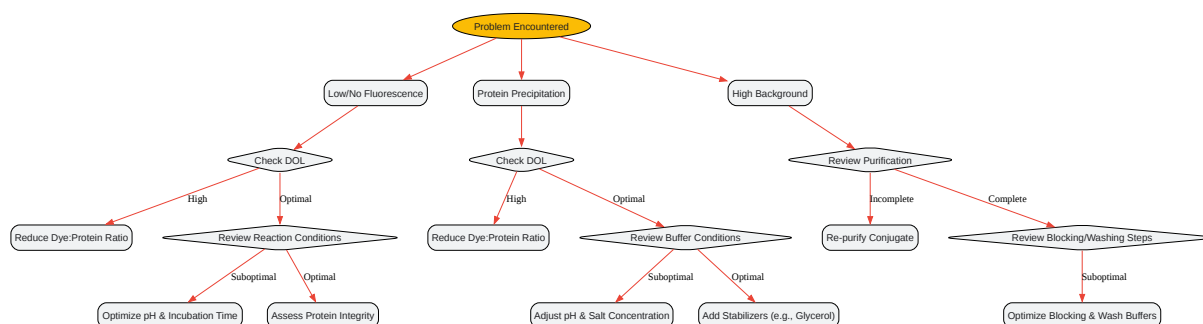 Problem Encountered
Low/No Fluorescence
Protein Precipitation
High Background
Check DOL
Check DOL
Review Purification
High
Optimal
High
Optimal
Incomplete
Complete
Reduce Dye:Protein Ratio
Review Reaction Conditions
Reduce Dye:Protein Ratio
Review Buffer Conditions
Re-purify Conjugate
Review Blocking/Washing Steps
Suboptimal
Optimal
Suboptimal
Optimal
Suboptimal
Optimize pH & Incubation Time
Assess Protein Integrity
Adjust pH & Salt Concentration
Add Stabilizers (e.g., Glycerol)
Optimize Blocking & Wash Buffers